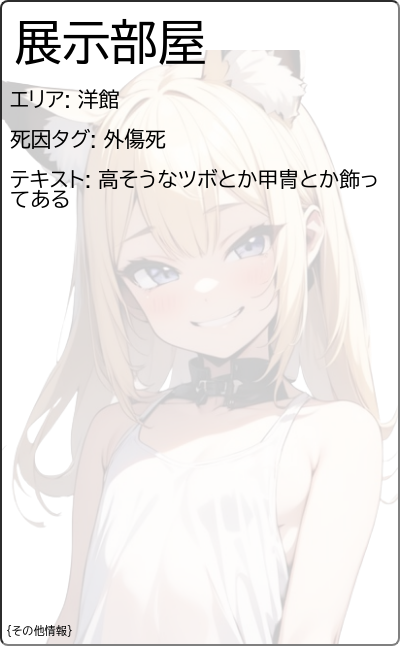 展示部屋
エリア: 洋館
死因タグ: 外傷死
テキスト: 高そうなツボとか甲冑とか飾っ
てある
{その他情報}